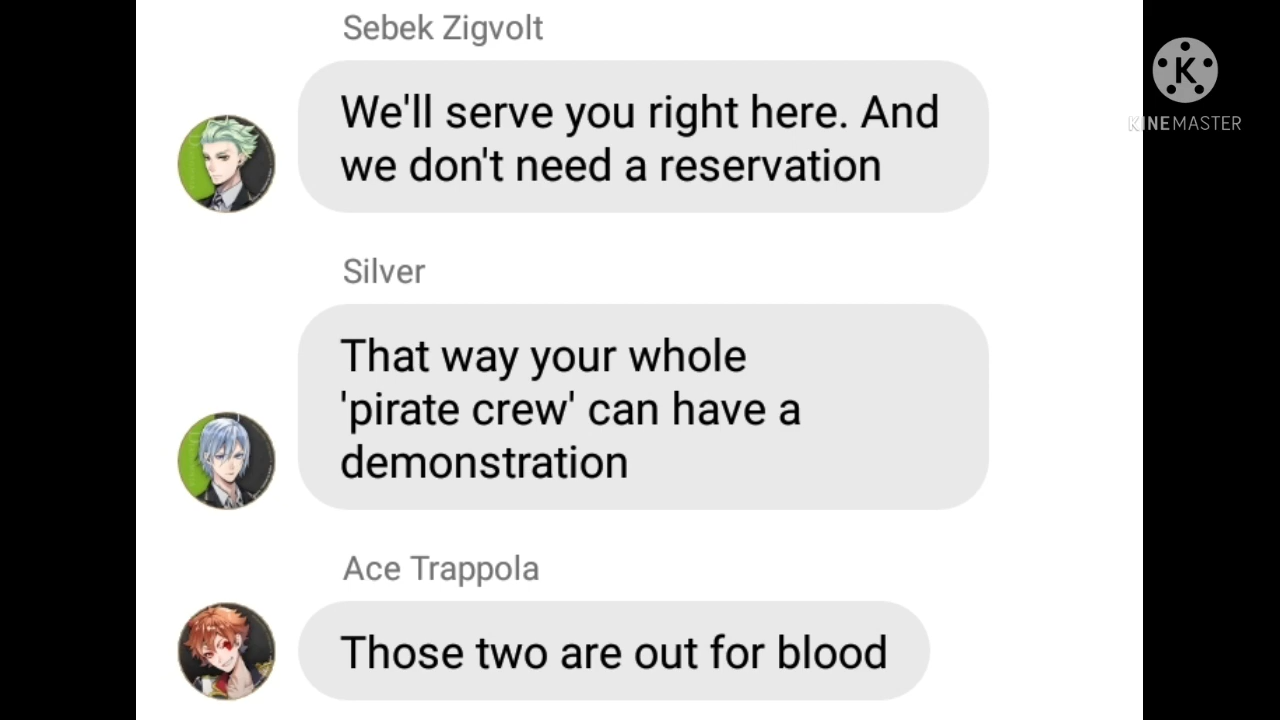 Sebek Zigvolt
We'll serve you right here. And
we don't need a reservation
K
KINEMASTER
Silver
That way your whole
'pirate crew' can have a
demonstration
Ace Trappola
Those two are out for blood